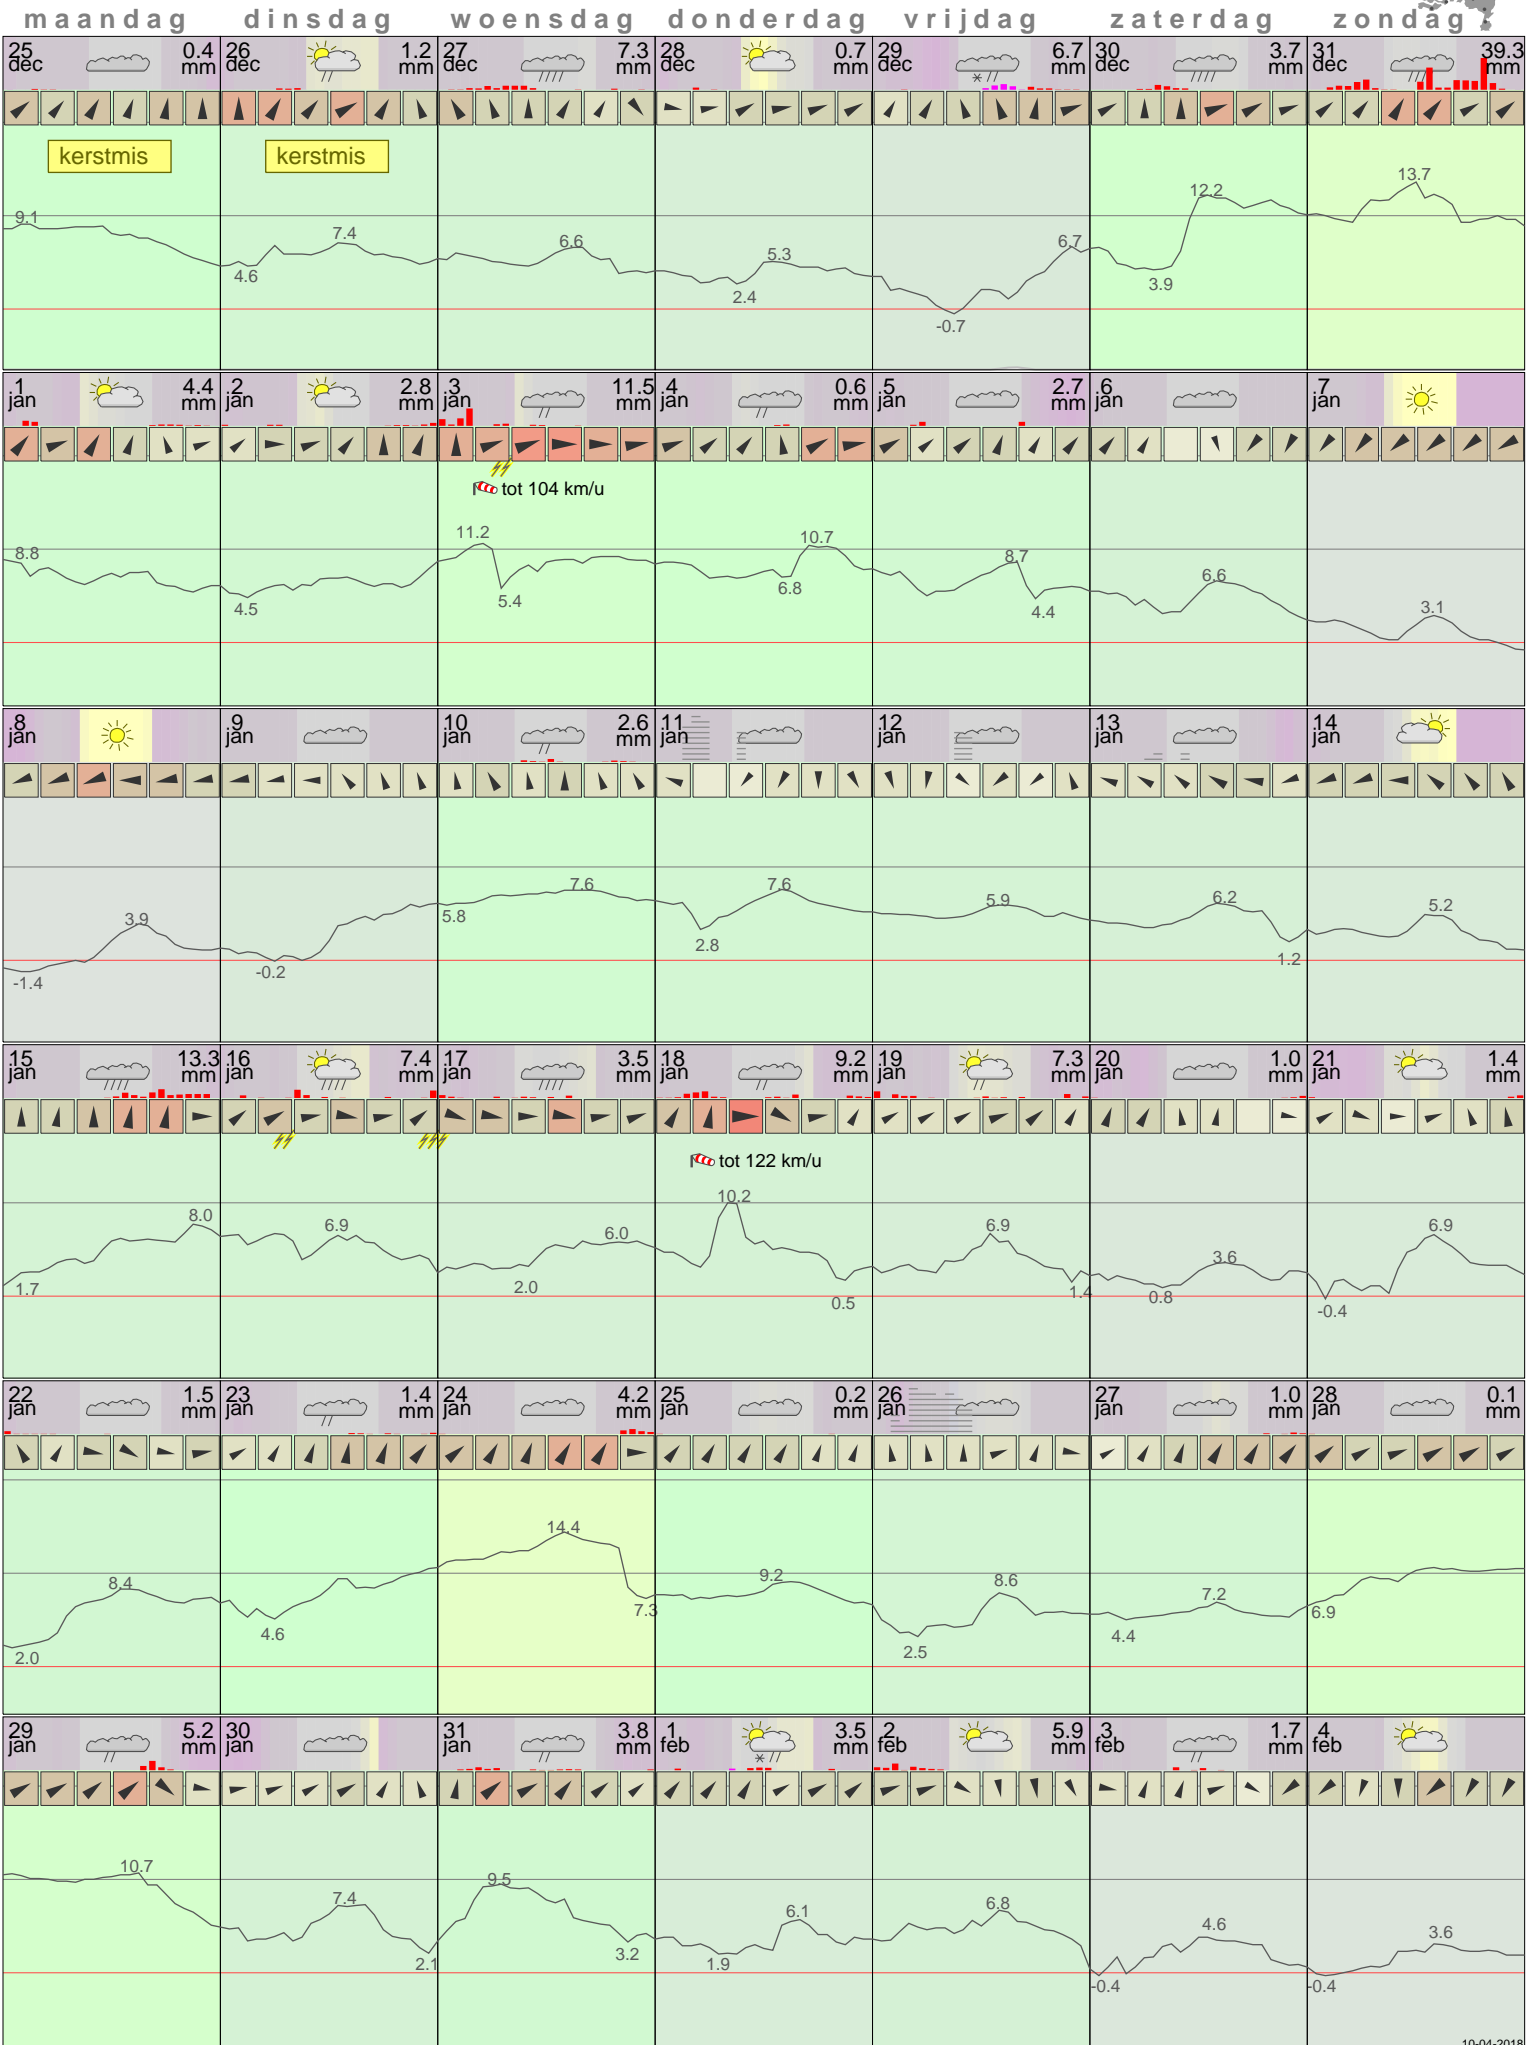 maandag dinsdag woensdag donderdag vrijdag zaterdag zondag
25 dec 0.4 mm 26 dec 1.2 mm 27 dec 7.3 mm 28 dec 0.7 mm 29 dec 6.7 mm 30 dec 3.7 mm 31 dec 39.3 mm
kerstmis kerstmis
9.1 4.6 7.4 6.6 2.4 5.3 -0.7 6.7 3.9 12.2 13.7
1 jan 4.4 mm 2 jan 2.8 mm 3 jan 11.5 mm 4 jan 0.6 mm 5 jan 2.7 mm 6 jan 7 jan
tot 104 km/u
8.8 4.5 11.2 5.4 6.8 10.7 8.7 4.4 6.6 3.1
8 jan 9 jan 10 jan 2.6 mm 11 jan 12 jan 13 jan 14 jan
-1.4 3.9 -0.2 5.8 7.6 2.8 7.6 5.9 6.2 1.2 5.2
15 jan 13.3 mm 16 jan 7.4 mm 17 jan 3.5 mm 18 jan 9.2 mm 19 jan 7.3 mm 20 jan 1.0 mm 21 jan 1.4 mm
tot 122 km/u
1.7 8.0 6.9 2.0 6.0 10.2 0.5 6.9 1.4 0.8 3.6 -0.4 6.9
22 jan 1.5 mm 23 jan 1.4 mm 24 jan 4.2 mm 25 jan 0.2 mm 26 jan 27 jan 1.0 mm 28 jan 0.1 mm
2.0 8.4 4.6 14.4 7.3 9.2 2.5 8.6 4.4 7.2 6.9
29 jan 5.2 mm 30 jan 31 jan 3.8 mm 1 feb 3.5 mm 2 feb 5.9 mm 3 feb 1.7 mm 4 feb
10.7 7.4 2.1 9.5 3.2 1.9 6.1 6.8 -0.4 4.6 -0.4 3.6
10-04-2018